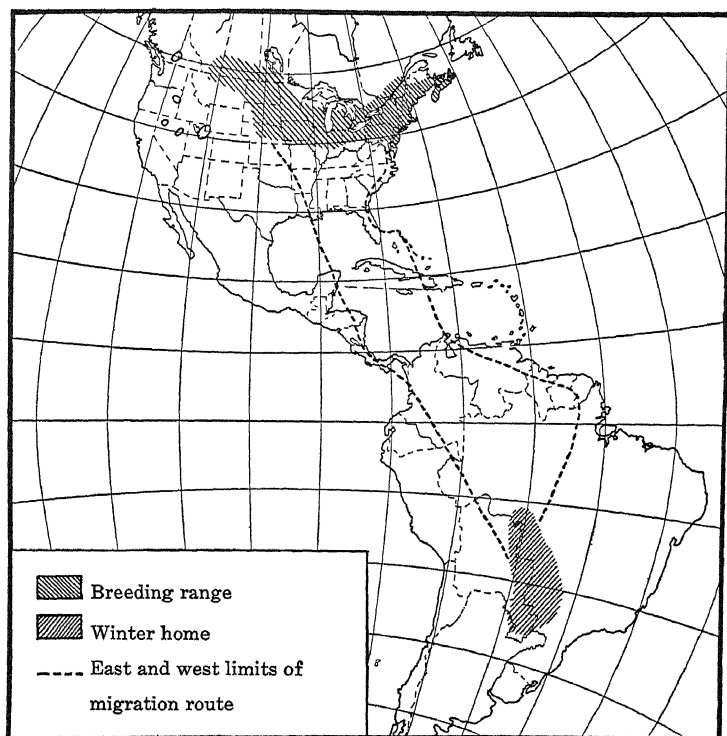 Breeding range
Winter home
East and west limits of
migration route